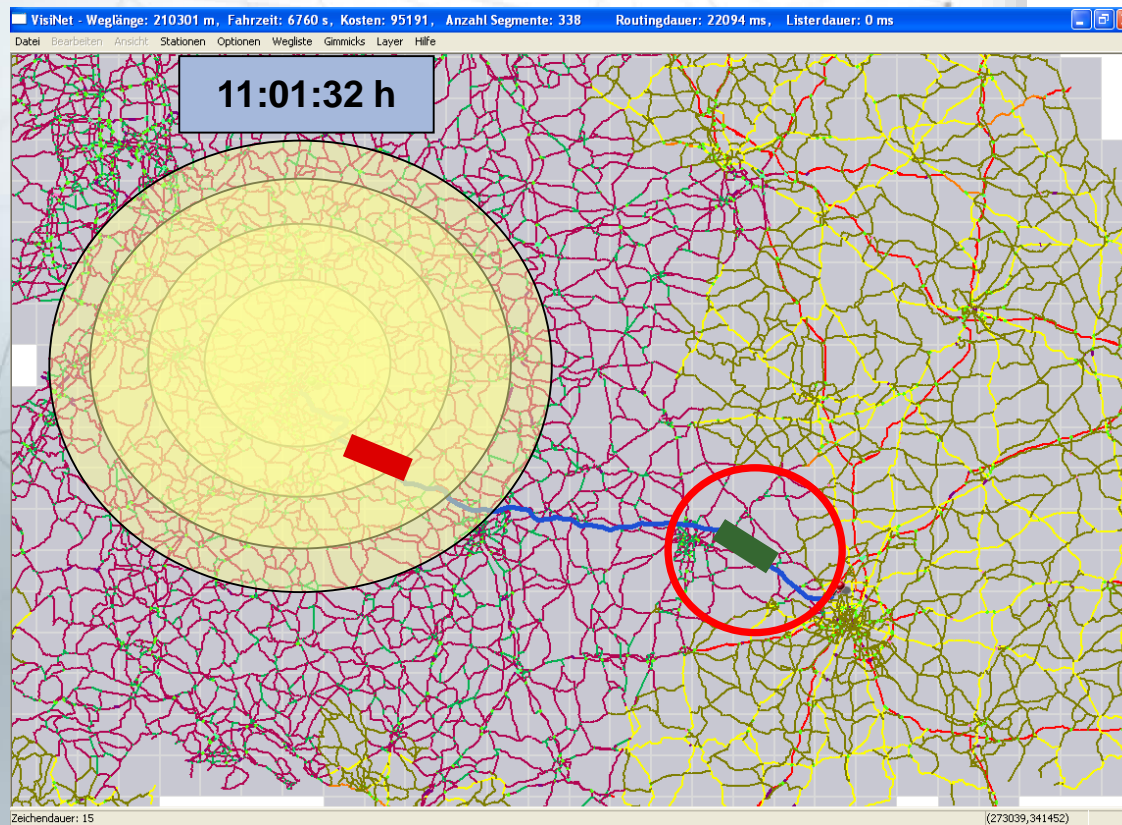 VisiNet - Weglänge: 210301 m, Fahrzeit: 6760 s, Kosten: 95191, Anzahl Segmente: 338 Routingdauer: 22094 ms, Listerdauer: 0 ms
Datei Bearbeiten Ansicht Stationen Optionen Wegliste Gimmicks Layer Hilfe
11:01:32 h
Zeichendauer: 15 (273039,341452)